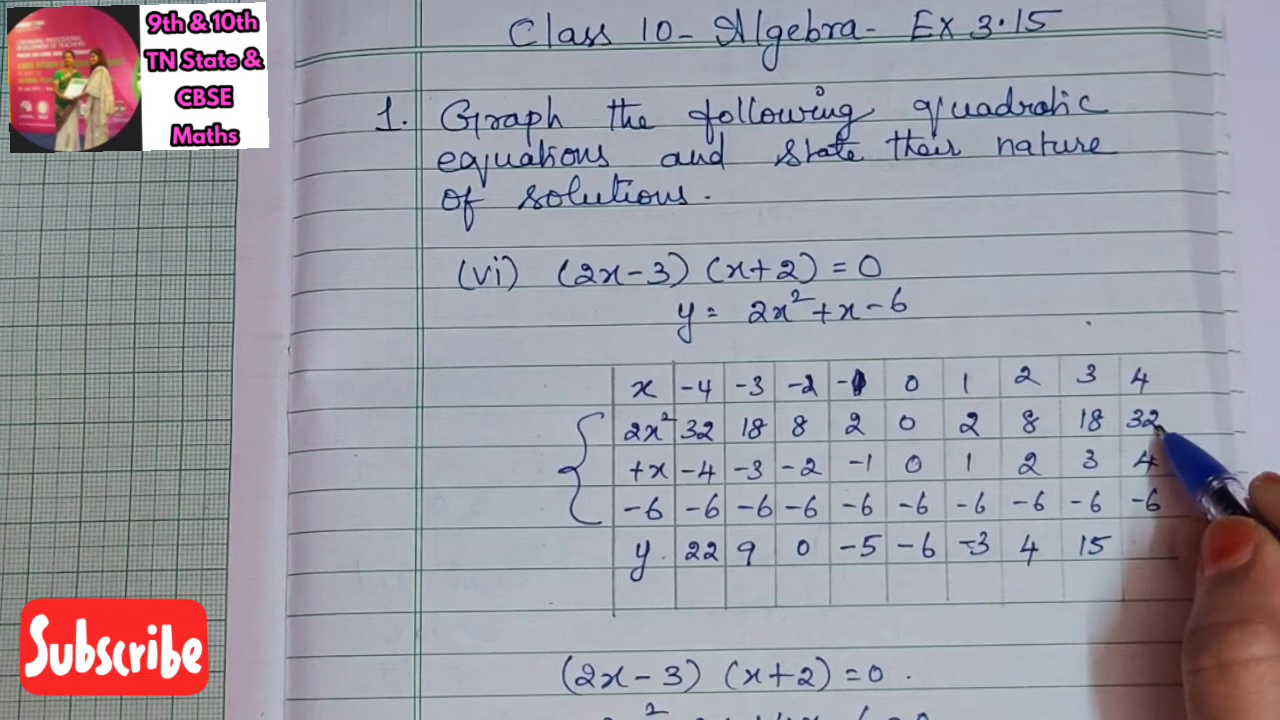 9th & 10th
TN State &
CBSE
Maths
Class 10- Algebra- Ex 3.15
1. Graph the following quadratic
equations and state their nature
of solutions.
(vi) (2x-3) (x+2) = 0
y = 2x²+x-6
x -4 -3 -2 -1 0 1 2 3 4
2x² 32 18 8 2 0 2 8 18 32
+x -4 -3 -2 -1 0 1 2 3 4
-6 -6 -6 -6 -6 -6 -6 -6 -6 -6
y 22 9 0 -5 -6 -3 4 15
Subscribe
(2x-3) (x+2) = 0.